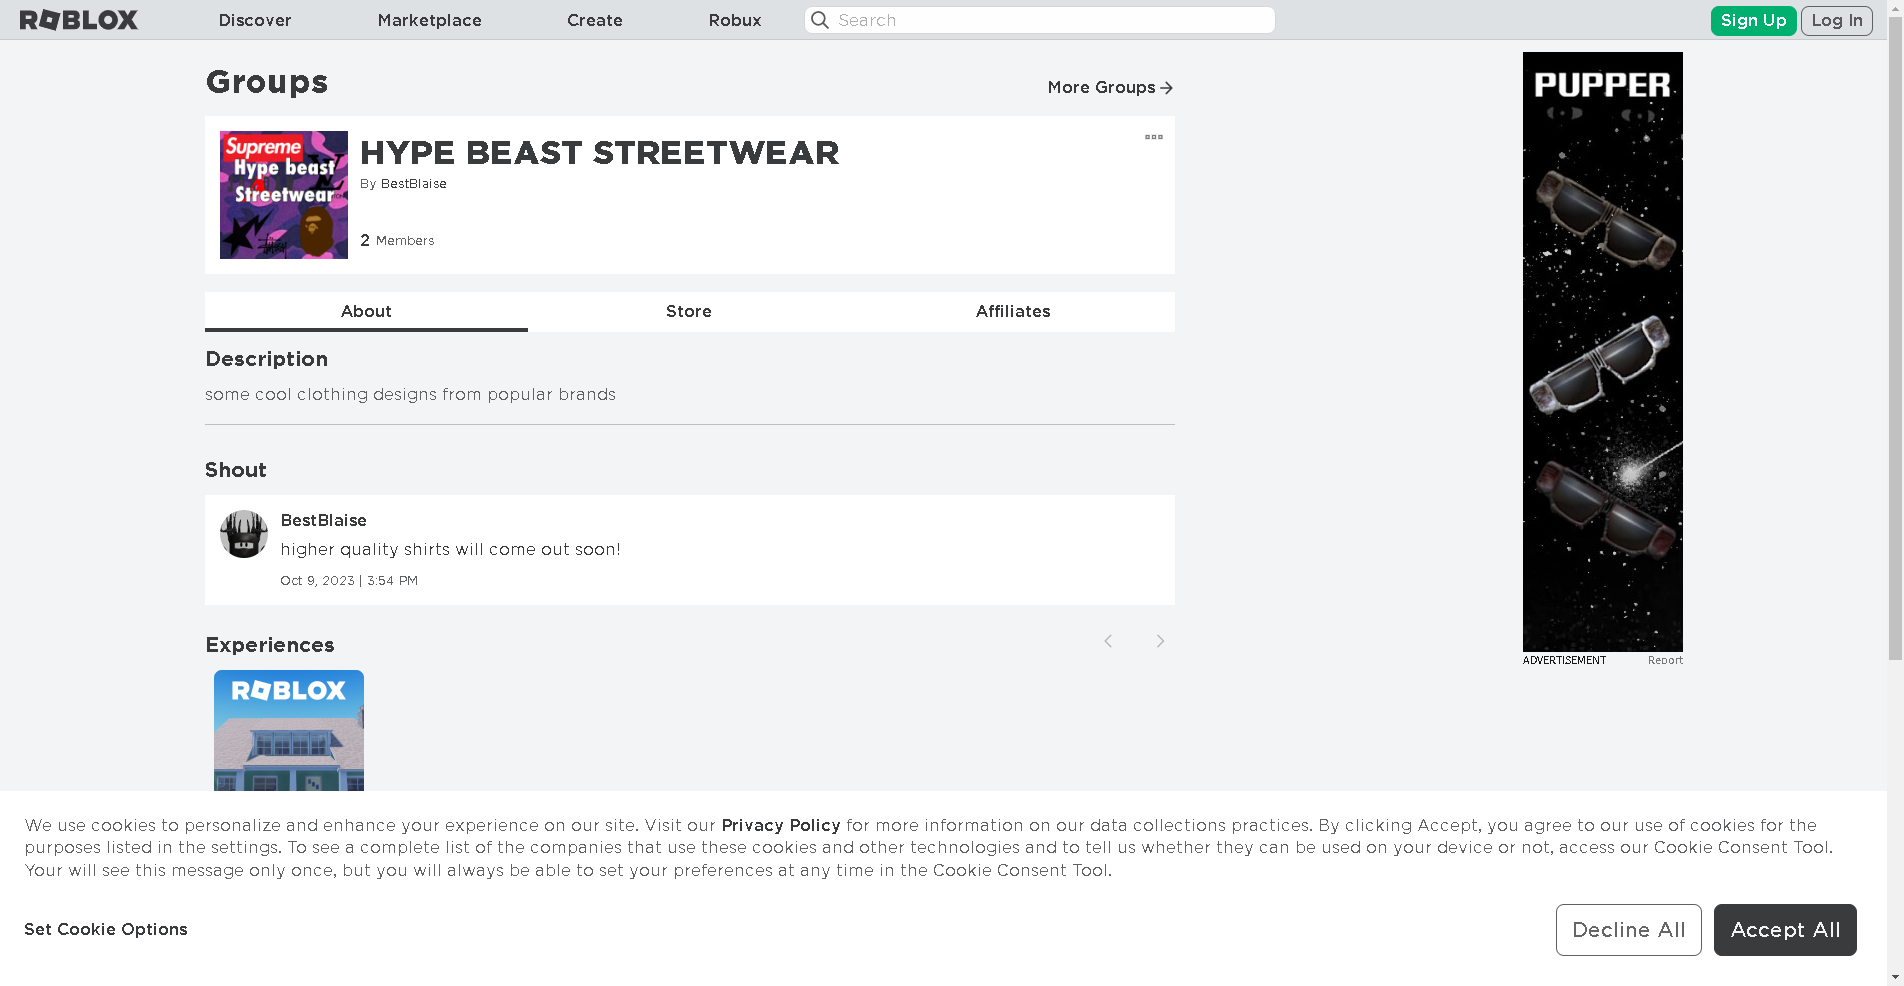 ROBLOX
Discover
Marketplace
Create
Robux
Search
Sign Up
Log In
Groups
More Groups
Supreme
Hype beast
Streetwear
HYPE BEAST STREETWEAR
By BestBlaise
2 Members
About
Store
Affiliates
Description
some cool clothing designs from popular brands
Shout
BestBlaise
higher quality shirts will come out soon!
Oct 9, 2023 | 3:54 PM
Experiences
ROBLOX
PUPPER
ADVERTISEMENT
Report
We use cookies to personalize and enhance your experience on our site. Visit our Privacy Policy for more information on our data collections practices. By clicking Accept, you agree to our use of cookies for the
purposes listed in the settings. To see a complete list of the companies that use these cookies and other technologies and to tell us whether they can be used on your device or not, access our Cookie Consent Tool.
Your will see this message only once, but you will always be able to set your preferences at any time in the Cookie Consent Tool.
Set Cookie Options
Decline All
Accept All